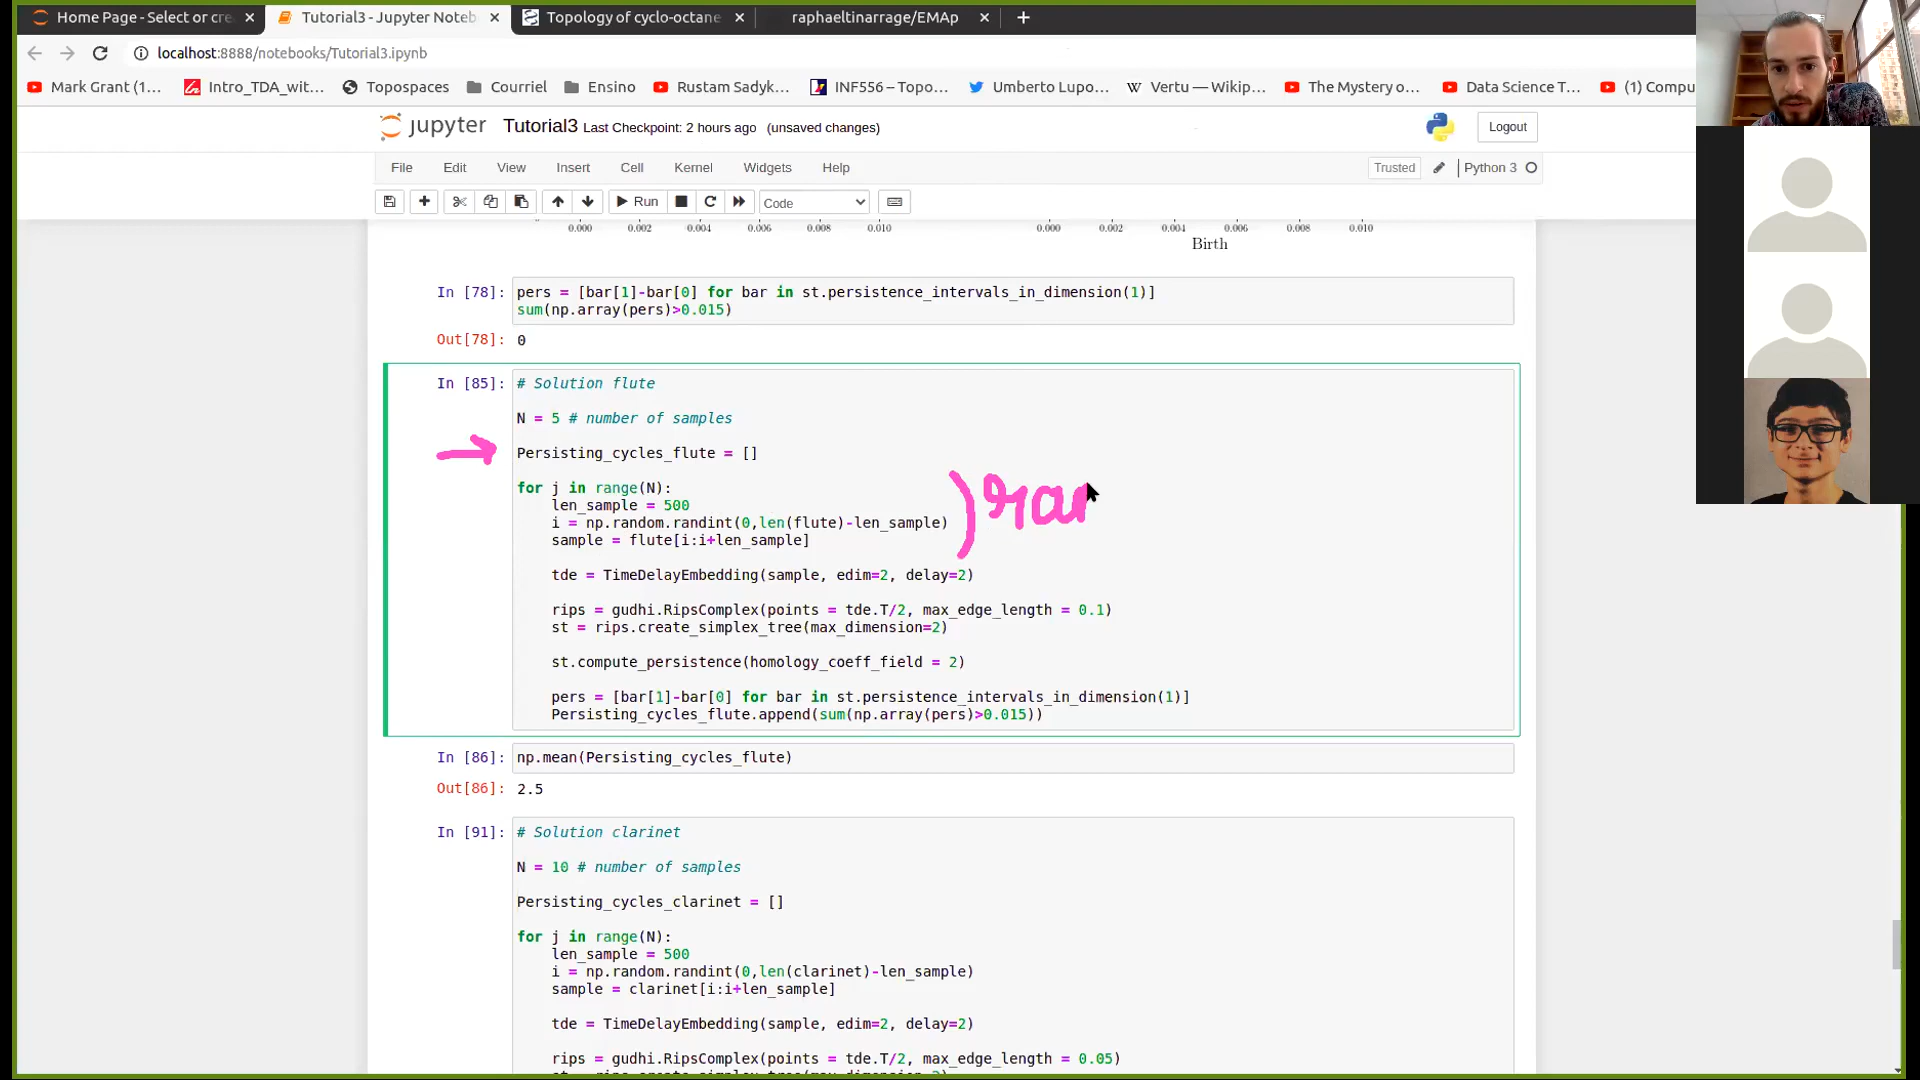 Home Page - Select or cre
Tutorial3 - Jupyter Noteb
Topology of cyclo-octane
raphaeltinarrage/EMAp
localhost:8888/notebooks/Tutorial3.ipynb
Mark Grant (1... Intro_TDA_wit... Topospaces Courriel Ensino Rustam Sadyk... INF556 – Topo... Umberto Lupo... Vertu — Wikip... The Mystery o... Data Science T... (1) Compu
jupyter Tutorial3 Last Checkpoint: 2 hours ago (unsaved changes) Logout
File Edit View Insert Cell Kernel Widgets Help Trusted Python 3
Run Code
0.000 0.002 0.004 0.006 0.008 0.010 0.000 0.002 0.004 0.006 0.008 0.010
Birth
In [78]: pers = [bar[1]-bar[0] for bar in st.persistence_intervals_in_dimension(1)]
sum(np.array(pers)>0.015)
Out[78]: 0
In [85]: # Solution flute
N = 5 # number of samples
Persisting_cycles_flute = []
for j in range(N):
len_sample = 500
i = np.random.randint(0,len(flute)-len_sample)
sample = flute[i:i+len_sample]
ran
tde = TimeDelayEmbedding(sample, edim=2, delay=2)
rips = gudhi.RipsComplex(points = tde.T/2, max_edge_length = 0.1)
st = rips.create_simplex_tree(max_dimension=2)
st.compute_persistence(homology_coeff_field = 2)
pers = [bar[1]-bar[0] for bar in st.persistence_intervals_in_dimension(1)]
Persisting_cycles_flute.append(sum(np.array(pers)>0.015))
In [86]: np.mean(Persisting_cycles_flute)
Out[86]: 2.5
In [91]: # Solution clarinet
N = 10 # number of samples
Persisting_cycles_clarinet = []
for j in range(N):
len_sample = 500
i = np.random.randint(0,len(clarinet)-len_sample)
sample = clarinet[i:i+len_sample]
tde = TimeDelayEmbedding(sample, edim=2, delay=2)
rips = gudhi.RipsComplex(points = tde.T/2, max_edge_length = 0.05)